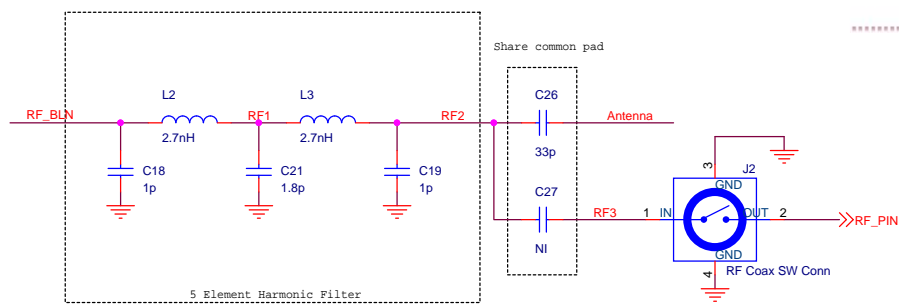 Share common pad
L2
L3
C26
RF_BLN
RF1
RF2
Antenna
2.7nH
2.7nH
33p
C18
1p
C21
1.8p
C19
1p
3
J2
GND
C27
RF3
1
IN
OUT
2
RF_PIN
NI
GND
4
RF Coax SW Conn
5 Element Harmonic Filter